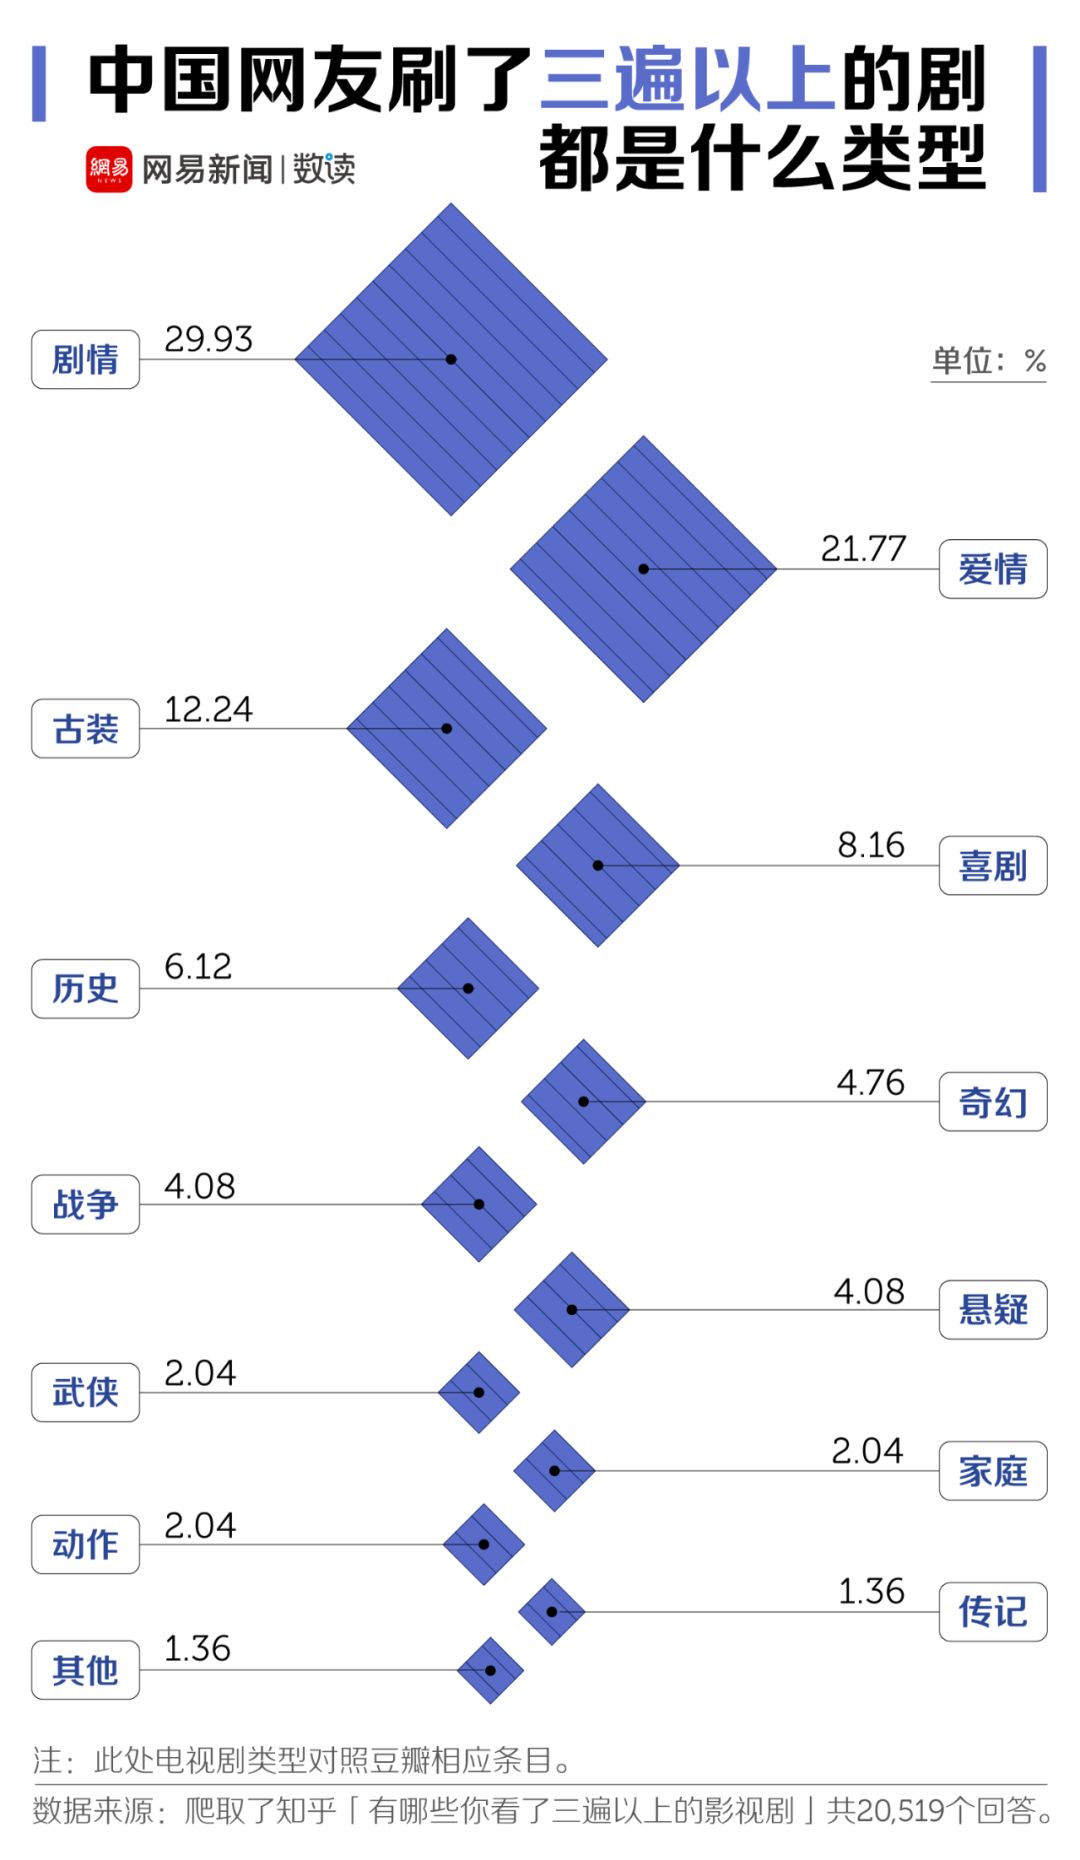 中国网友刷了三遍以上的剧
都是什么类型
網易
NEWS
网易新闻 | 数读
29.93
剧情
单位：%
21.77
爱情
12.24
古装
8.16
喜剧
6.12
历史
4.76
奇幻
4.08
战争
4.08
悬疑
2.04
武侠
2.04
家庭
2.04
动作
1.36
传记
1.36
其他
注：此处电视剧类型对照豆瓣相应条目。
数据来源：爬取了知乎「有哪些你看了三遍以上的影视剧」共20,519个回答。